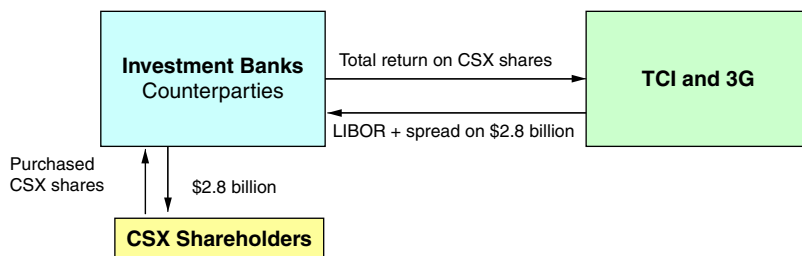 Investment Banks
Counterparties
Total return on CSX shares
TCI and 3G
LIBOR + spread on $2.8 billion
Purchased
CSX shares
$2.8 billion
CSX Shareholders